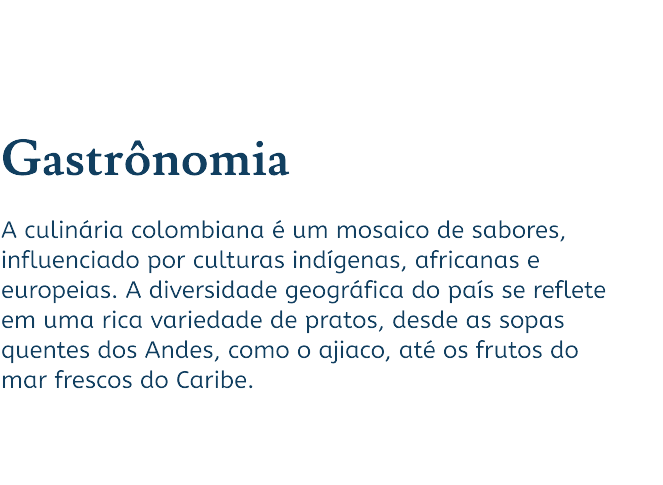 Gastrônomia
A culinária colombiana é um mosaico de sabores,
influenciado por culturas indígenas, africanas e
europeias. A diversidade geográfica do país se reflete
em uma rica variedade de pratos, desde as sopas
quentes dos Andes, como o ajiaco, até os frutos do
mar frescos do Caribe.